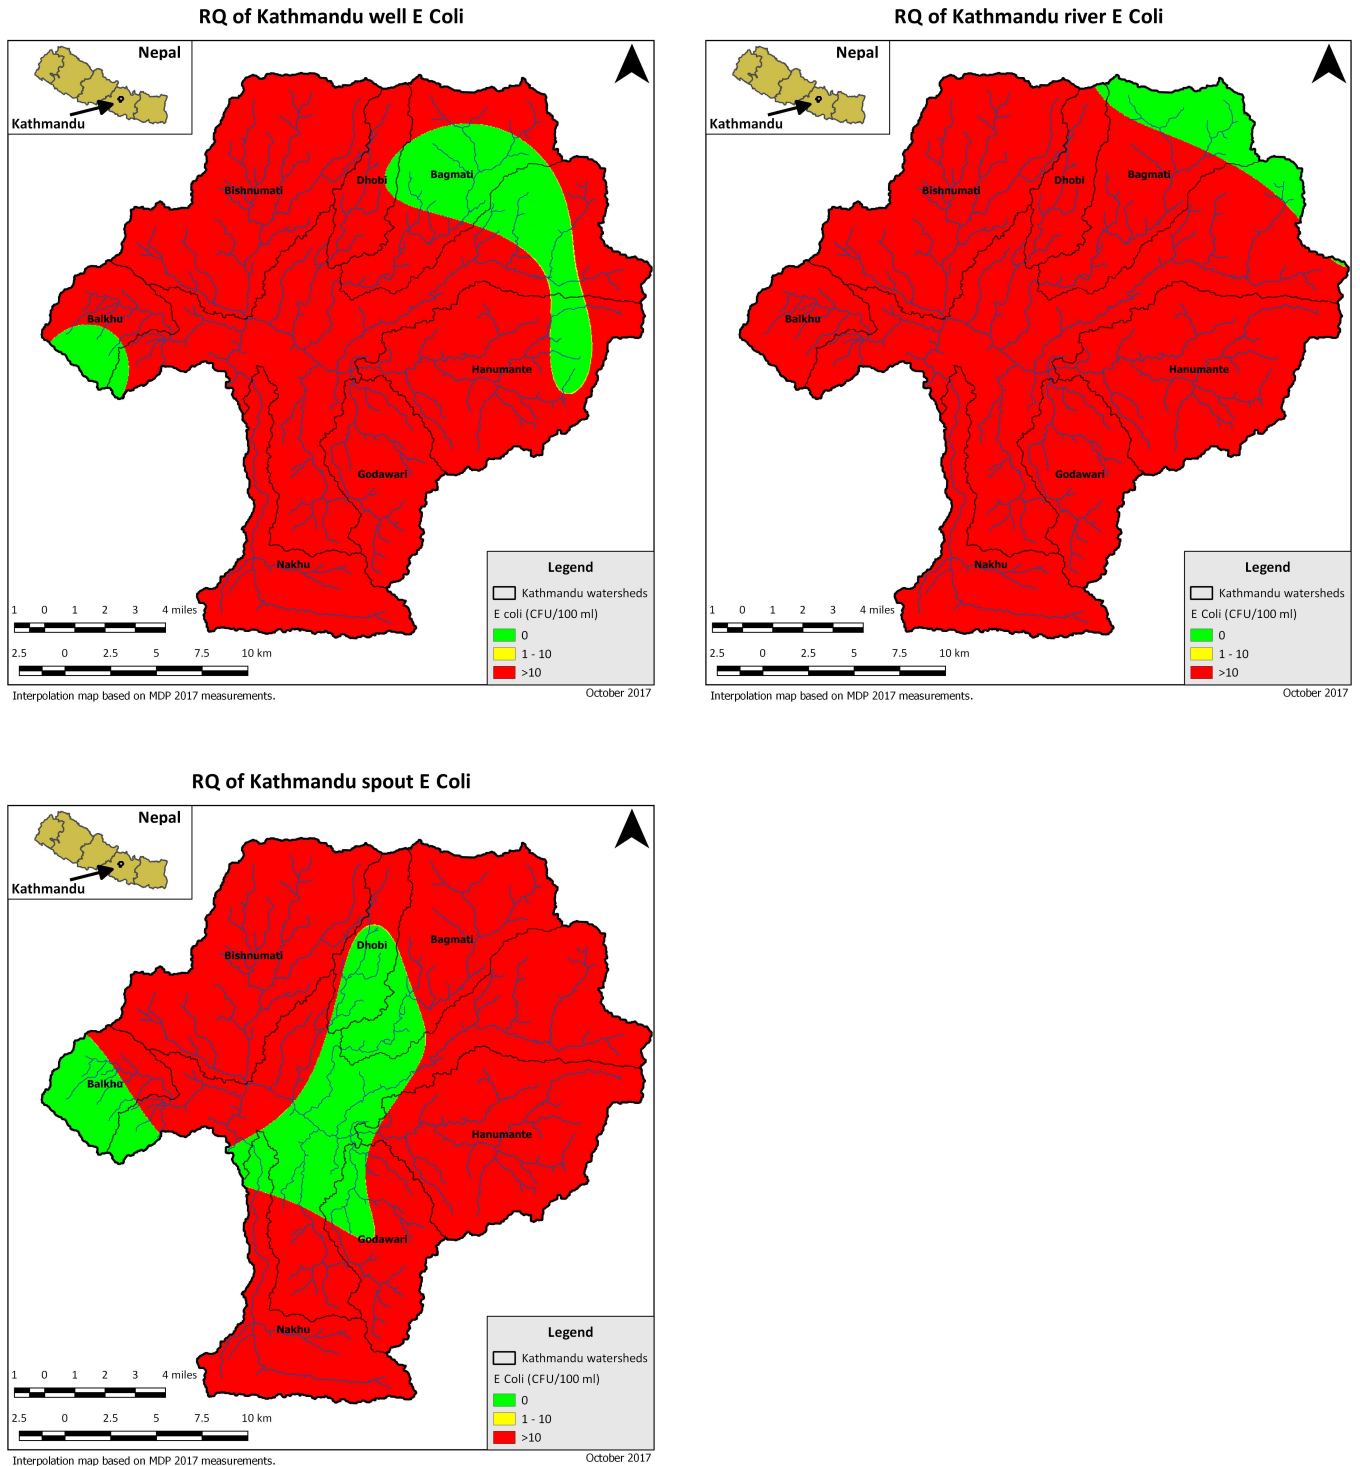 RQ of Kathmandu well E Coli
Nepal
Kathmandu
Bishnumati
Dhobi
Bagmati
Balkhu
Hanumante
Godawari
Nakhu
Legend
Kathmandu watersheds
E coli (CFU/100 ml)
0
1 - 10
>10
1 0 1 2 3 4 miles
2.5 0 2.5 5 7.5 10 km
Interpolation map based on MDP 2017 measurements.
October 2017
RQ of Kathmandu river E Coli
Nepal
Kathmandu
Bishnumati
Dhobi
Bagmati
Balkhu
Hanumante
Godawari
Nakhu
Legend
Kathmandu watersheds
E Coli (CFU/100 ml)
0
1 - 10
>10
1 0 1 2 3 4 miles
2.5 0 2.5 5 7.5 10 km
Interpolation map based on MDP 2017 measurements.
October 2017
RQ of Kathmandu spout E Coli
Nepal
Kathmandu
Bishnumati
Dhobi
Bagmati
Balkhu
Hanumante
Godawari
Nakhu
Legend
Kathmandu watersheds
E Coli (CFU/100 ml)
0
1 - 10
>10
1 0 1 2 3 4 miles
2.5 0 2.5 5 7.5 10 km
Interpolation map based on MDP 2017 measurements.
October 2017